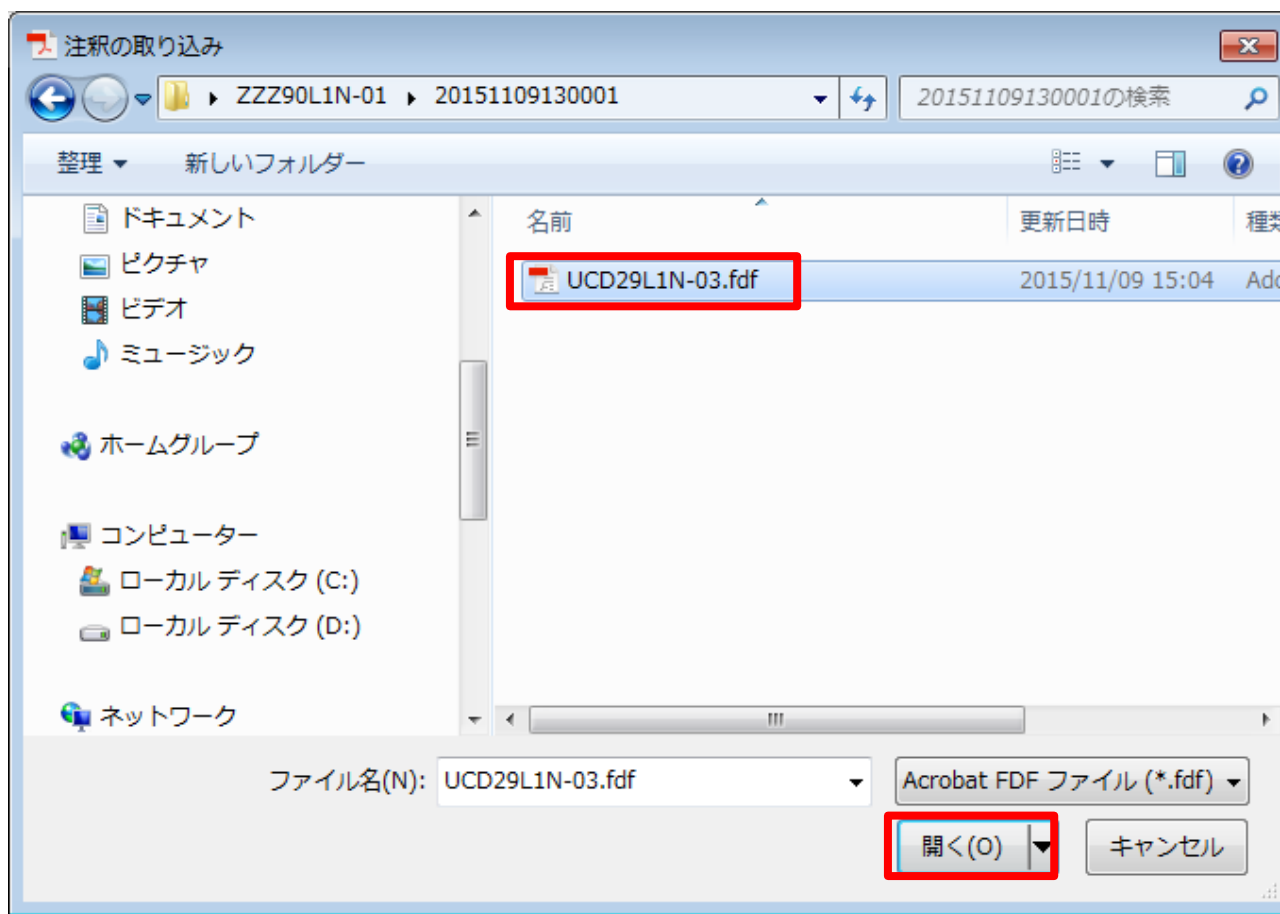 注釈の取り込み
ZZZ90L1N-01 20151109130001
20151109130001の検索
整理 新しいフォルダー
ドキュメント
ピクチャ
ビデオ
ミュージック
ホームグループ
コンピューター
ローカル ディスク (C:)
ローカル ディスク (D:)
ネットワーク
名前 更新日時 種類
UCD29L1N-03.fdf 2015/11/09 15:04 Ado
ファイル名(N): UCD29L1N-03.fdf Acrobat FDF ファイル (*.fdf)
開く(O) キャンセル